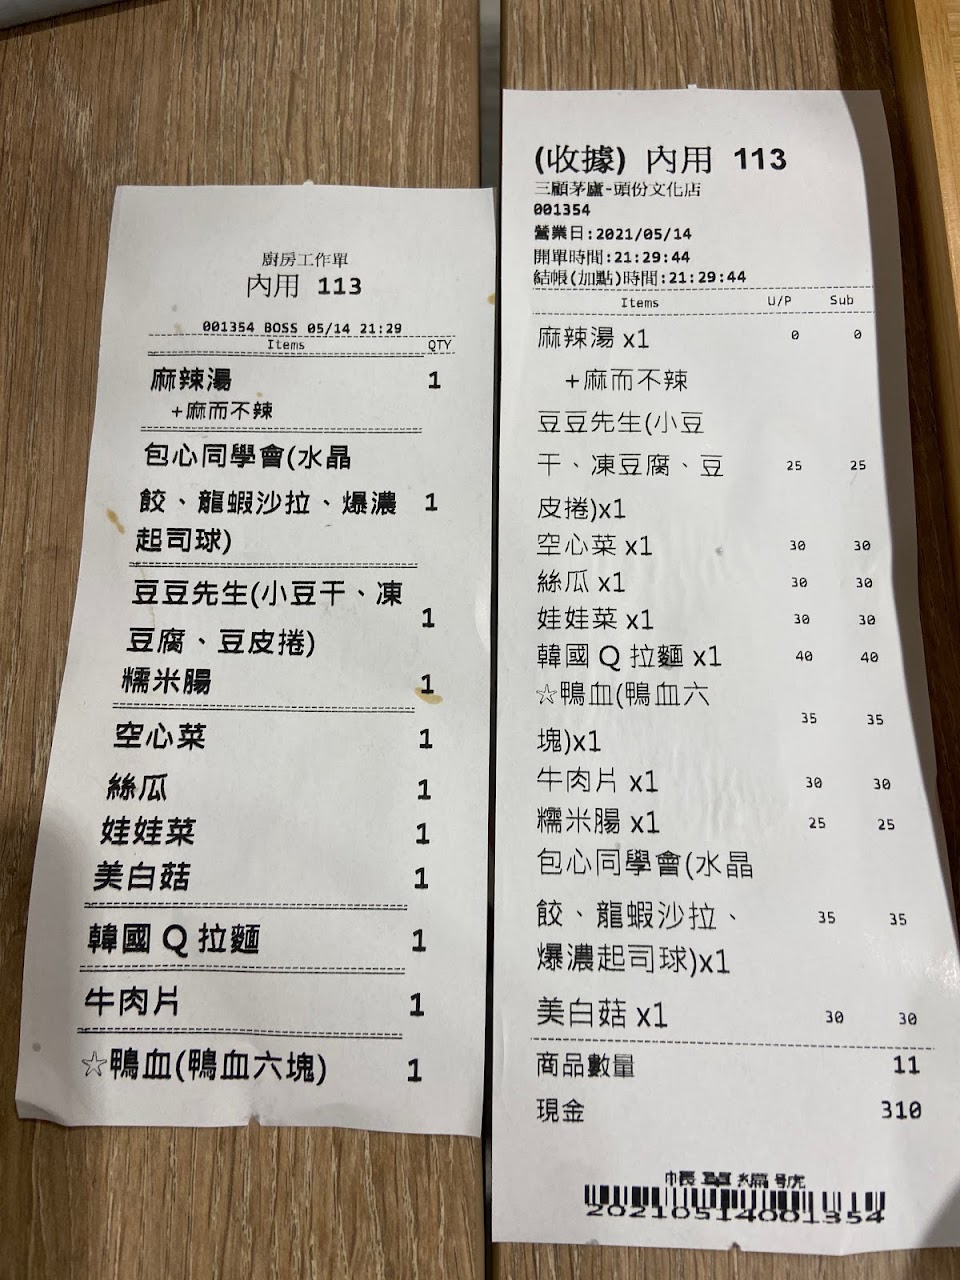 廚房工作單
內用 113
001354 BOSS 05/14 21:29
Items QTY
麻辣湯 1
+麻而不辣
包心同學會(水晶
餃、龍蝦沙拉、爆濃 1
起司球)
豆豆先生(小豆干、凍
1
豆腐、豆皮捲)
糯米腸 1
空心菜 1
絲瓜 1
娃娃菜 1
美白菇 1
韓國 Q 拉麵 1
牛肉片 1
☆鴨血(鴨血六塊) 1
(收據) 內用 113
三顧茅廬-頭份文化店
001354
營業日:2021/05/14
開單時間:21:29:44
結帳(加點)時間:21:29:44
Items U/P Sub
麻辣湯 x1 0 0
+麻而不辣
豆豆先生(小豆
干、凍豆腐、豆 25 25
皮捲)x1
空心菜 x1 30 30
絲瓜 x1 30 30
娃娃菜 x1 30 30
韓國 Q 拉麵 x1 40 40
☆鴨血(鴨血六
35 35
塊)x1
牛肉片 x1 30 30
糯米腸 x1 25 25
包心同學會(水晶
餃、龍蝦沙拉、 35 35
爆濃起司球)x1
美白菇 x1 30 30
商品數量 11
現金 310
帳單編號
20210514001354